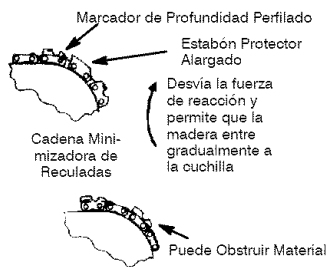 Marcador de Profundidad Perfilado
Estabón Protector
Alargado
Desvía la fuerza
de reacción y
permite que la
madera entre
gradualmente a
la cuchilla
Cadena Mini-
mizadora de
Reculadas
Puede Obstruir Material